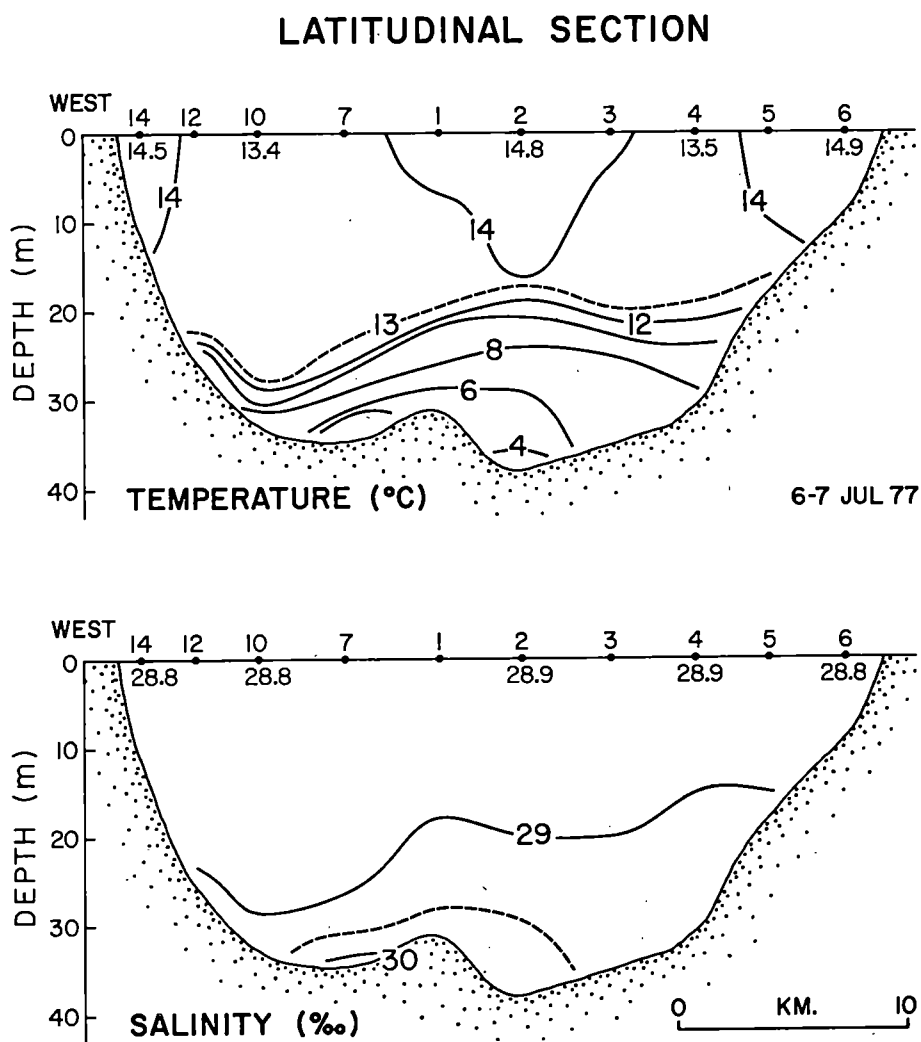 LATITUDINAL SECTION
WEST
14 12 10 7 1 2 3 4 5 6
0
14.5 13.4 14.8 13.5 14.9
14 14 14
10
20
13 12
8
30
6
4
40
DEPTH (m)
TEMPERATURE (°C)
6-7 JUL 77
WEST
14 12 10 7 1 2 3 4 5 6
0
28.8 28.8 28.9 28.9 28.8
10
20
29
30
30
40
DEPTH (m)
SALINITY (‰)
0 KM. 10